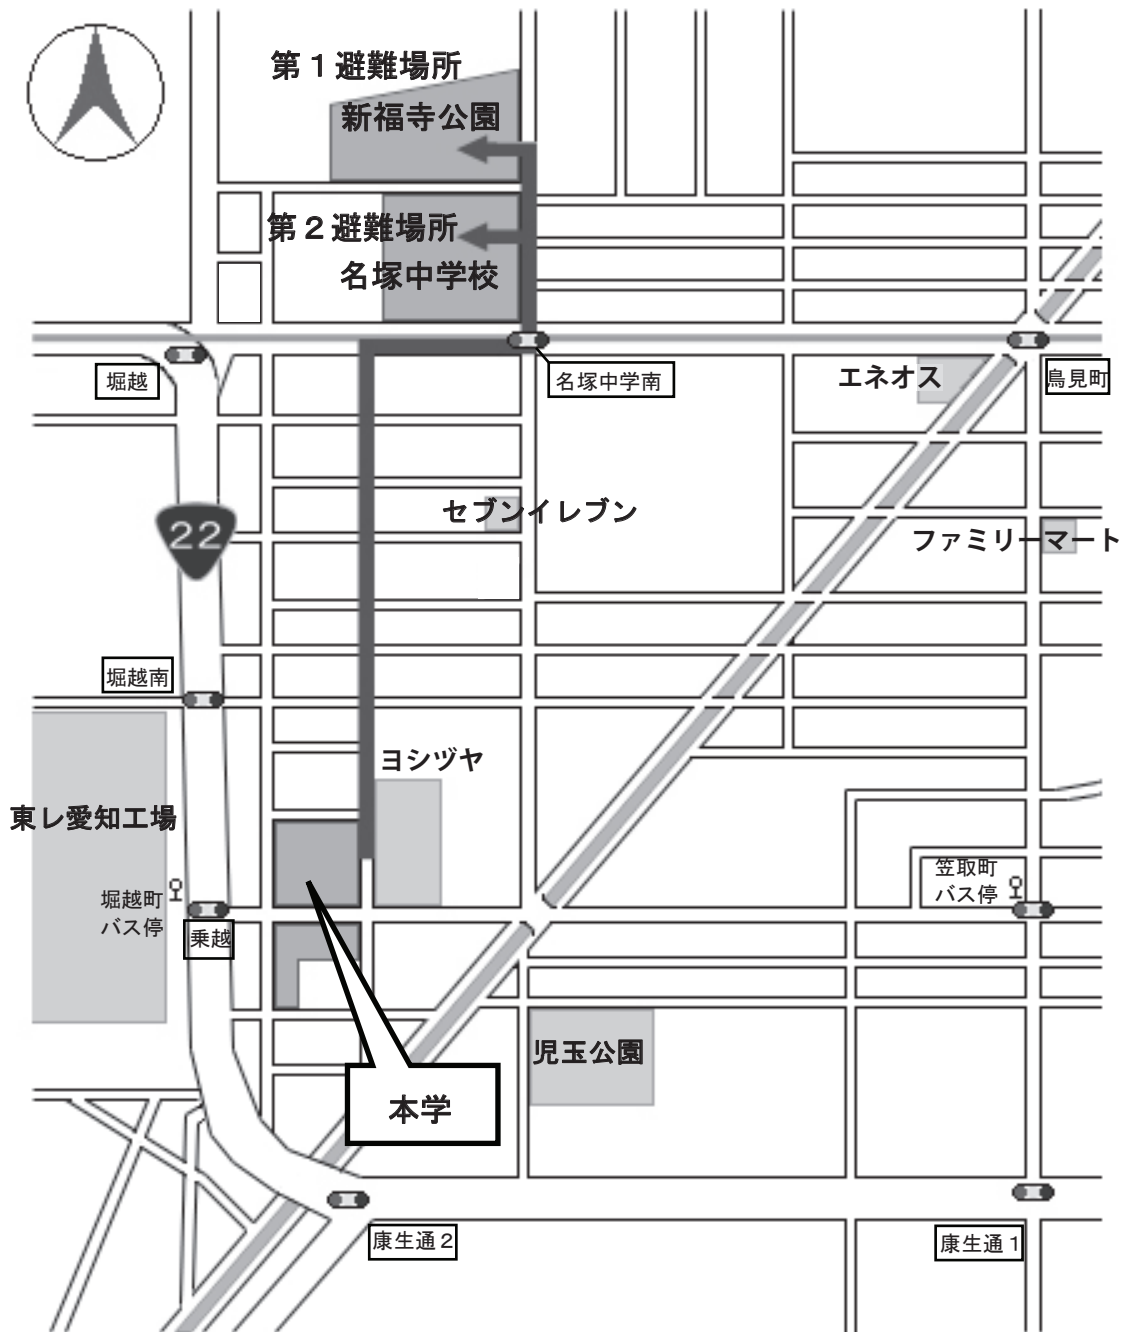 第１避難場所
新福寺公園
第２避難場所
名塚中学校
堀越
名塚中学南
エネオス
鳥見町
セブンイレブン
22
ファミリーマート
堀越南
ヨシヅヤ
東レ愛知工場
堀越町
バス停
笠取町
バス停
乗越
児玉公園
本学
康生通２
康生通１